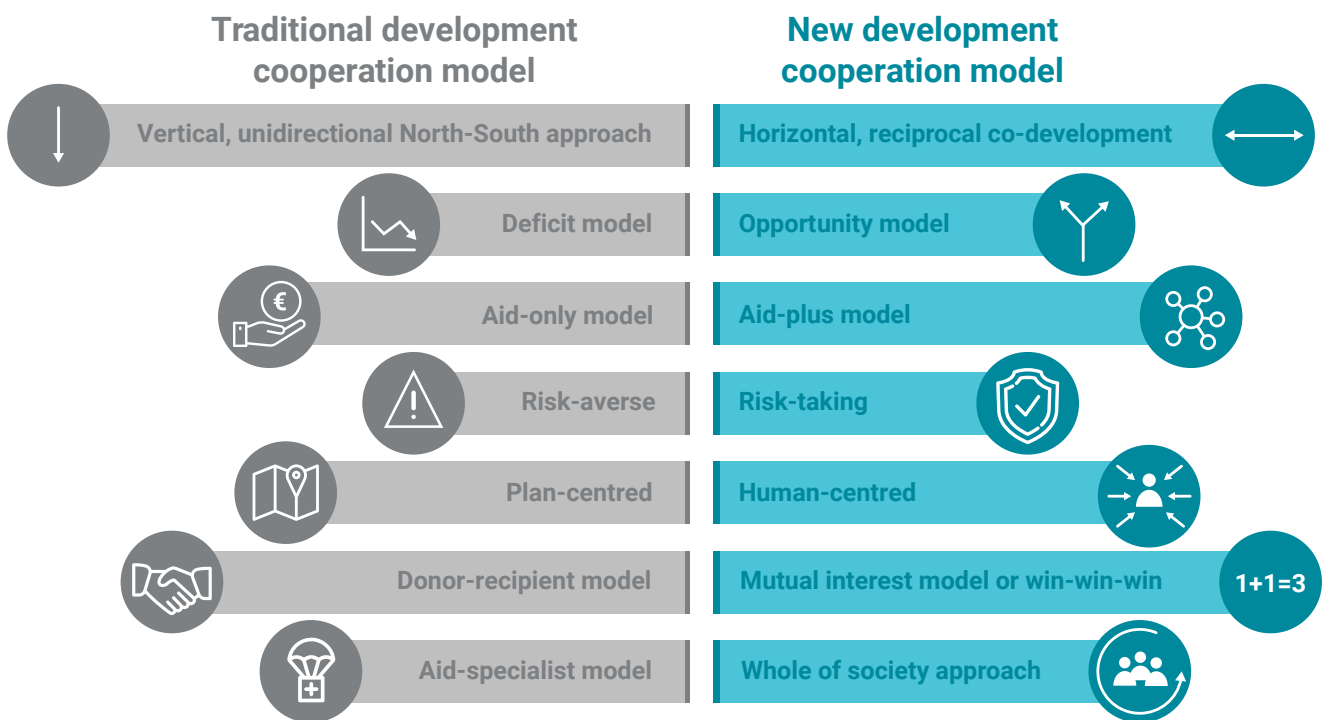 Traditional development
cooperation model
New development
cooperation model
Vertical, unidirectional North-South approach
Horizontal, reciprocal co-development
Deficit model
Opportunity model
€
Aid-only model
Aid-plus model
Risk-averse
Risk-taking
Plan-centred
Human-centred
Donor-recipient model
Mutual interest model or win-win-win
1+1=3
Aid-specialist model
Whole of society approach